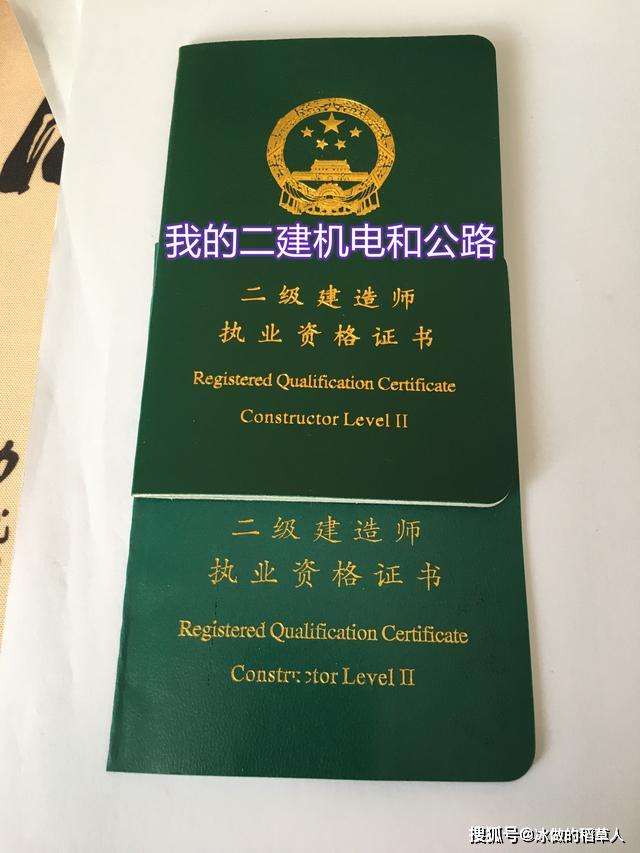 我的二建机电和公路
二级建造师
执业资格证书
Registered Qualification Certificate
Constructor Level II
二级建造师
执业资格证书
Registered Qualification Certificate
Constructor Level II
搜狐号@冰做的稻草人